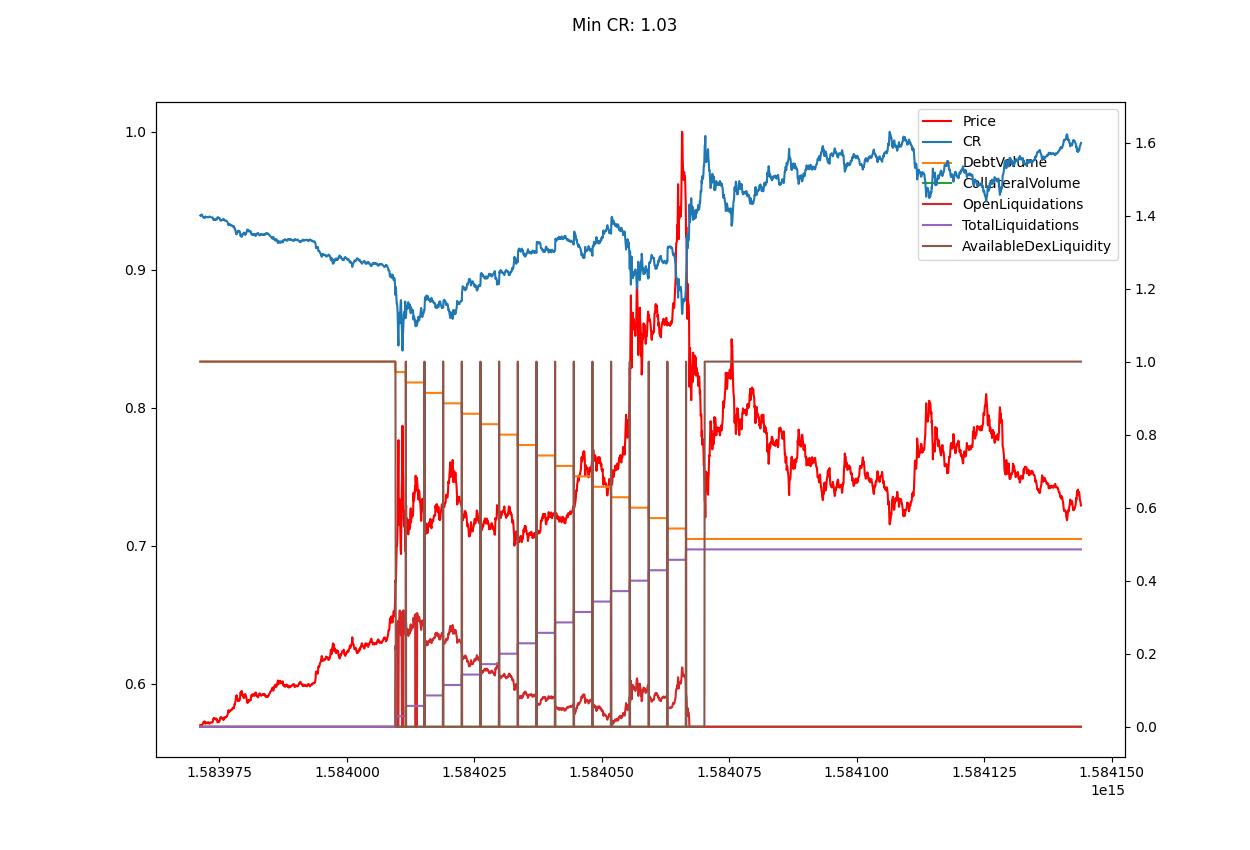 Min CR: 1.03
1.0
0.9
0.8
0.7
0.6
1.6
1.4
1.2
1.0
0.8
0.6
0.4
0.2
0.0
Price
CR
DebtVolume
CollateralVolume
OpenLiquidations
TotalLiquidations
AvailableDexLiquidity
1.583975 1.584000 1.584025 1.584050 1.584075 1.584100 1.584125 1.584150
1e15